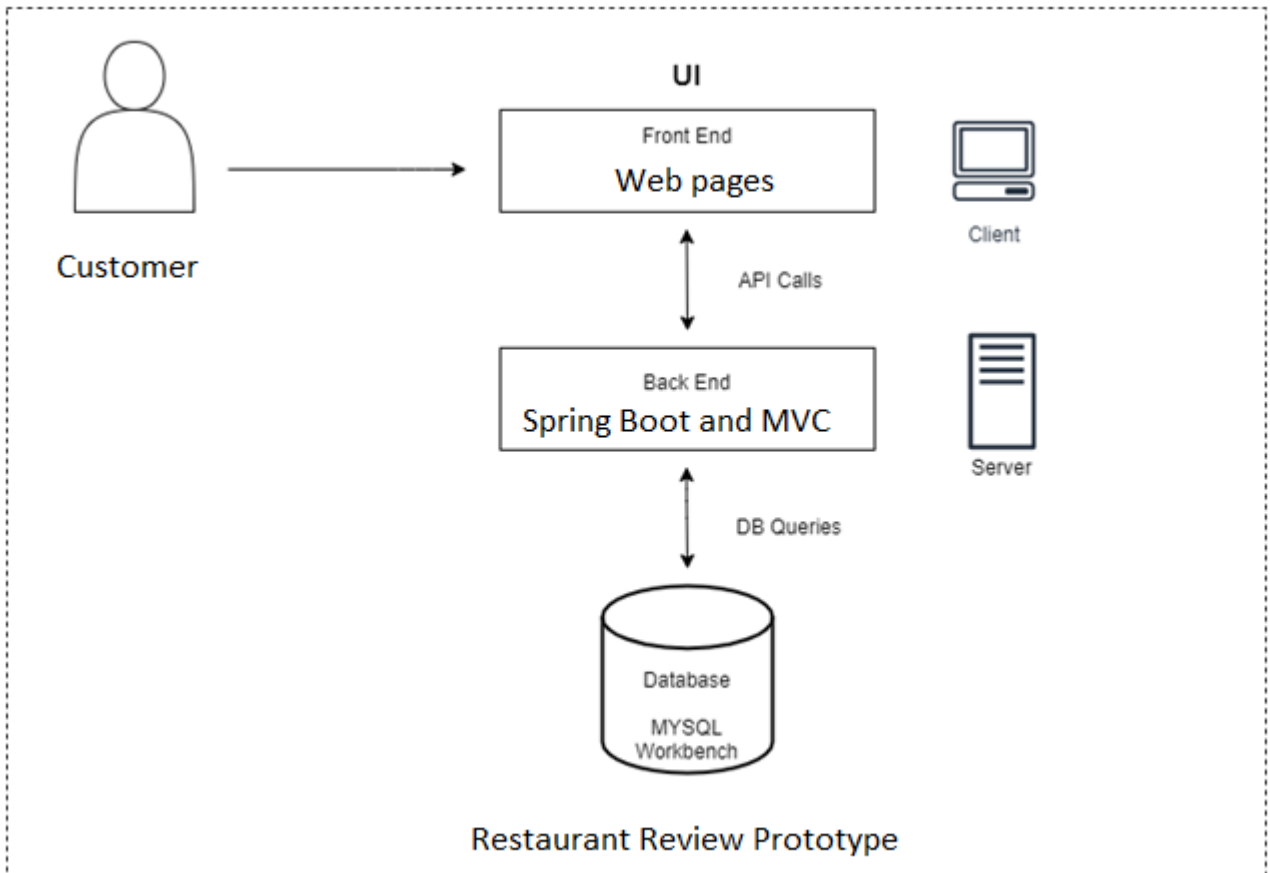 UI
Front End
Web pages
Client
Customer
API Calls
Back End
Spring Boot and MVC
Server
DB Queries
Database
MYSQL
Workbench
Restaurant Review Prototype